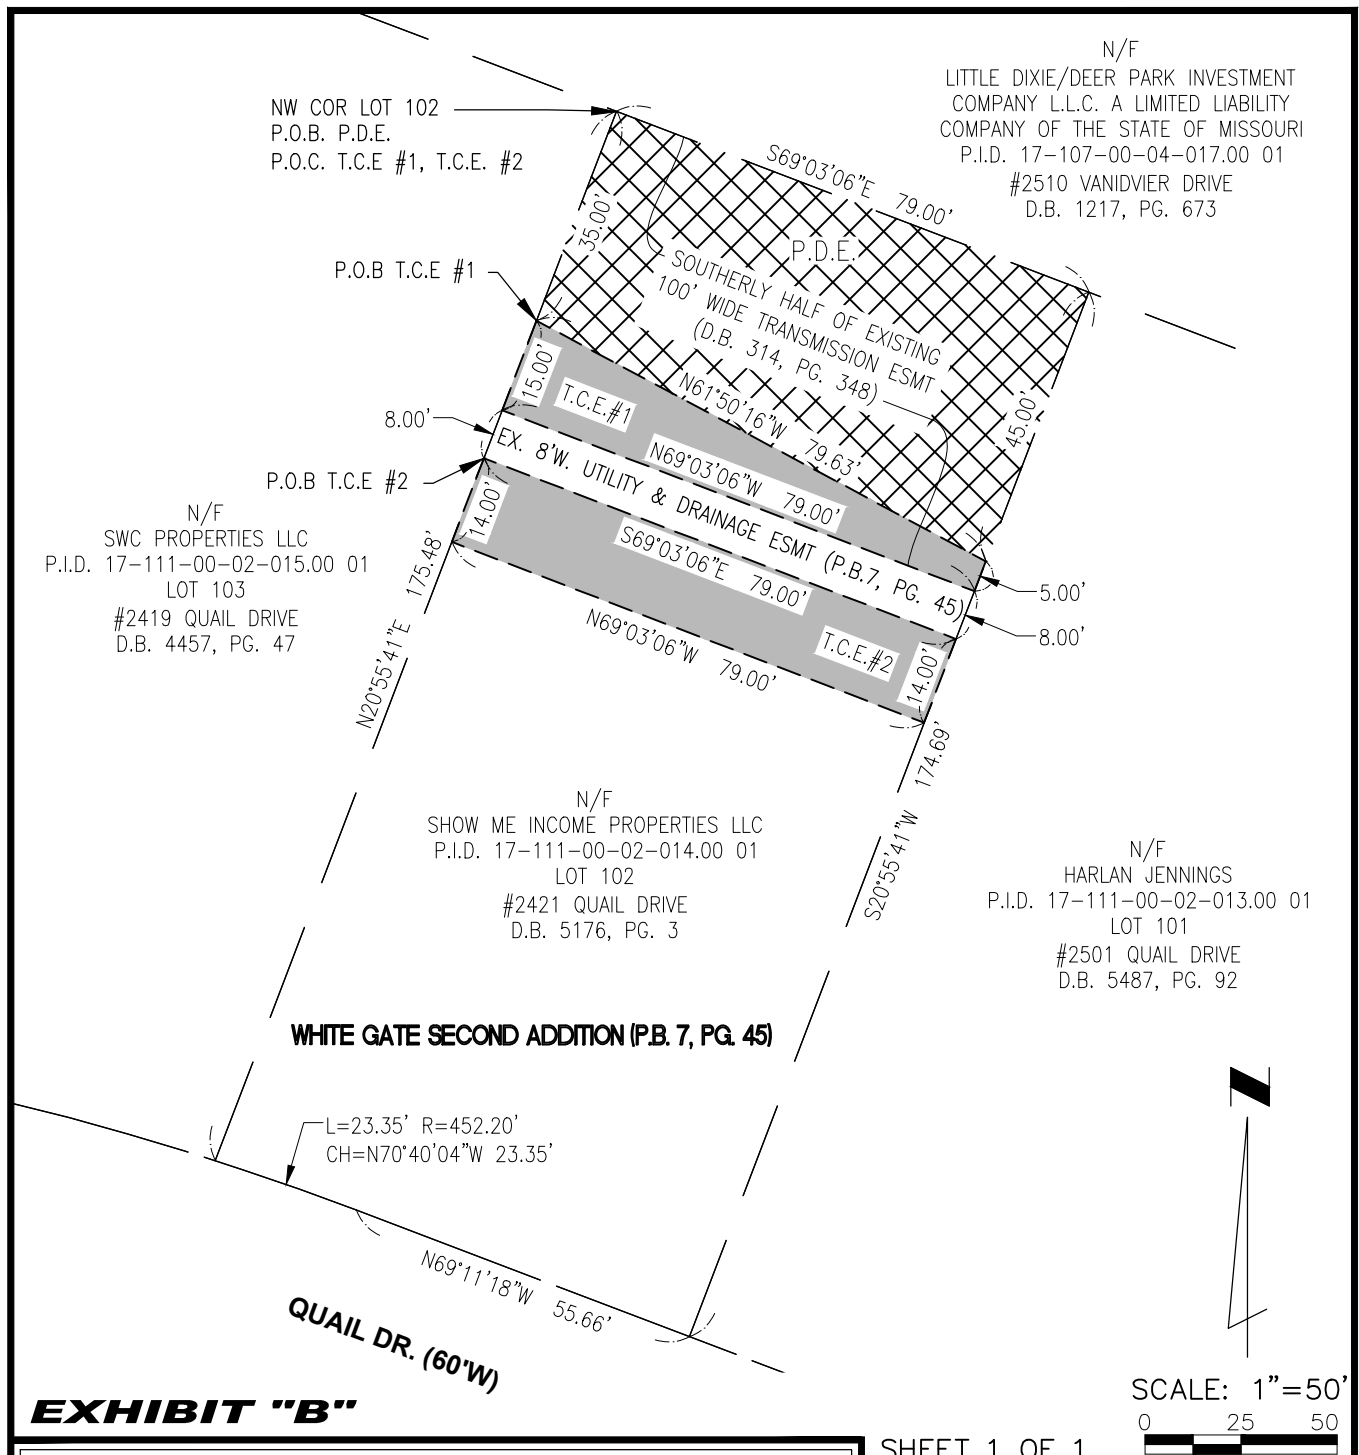 N/F
LITTLE DIXIE/DEER PARK INVESTMENT
COMPANY L.L.C. A LIMITED LIABILITY
COMPANY OF THE STATE OF MISSOURI
P.I.D. 17-107-00-04-017.00 01
#2510 VANIDVIER DRIVE
D.B. 1217, PG. 673
NW COR LOT 102
P.O.B. P.D.E.
P.O.C. T.C.E #1, T.C.E. #2
S69°03'06"E 79.00'
35.00'
P.D.E.
P.O.B T.C.E #1
SOUTHERLY HALF OF EXISTING
100' WIDE TRANSMISSION ESMT
(D.B. 314, PG. 348)
45.00'
15.00'
T.C.E.#1
N61°50'16"W 79.63'
8.00'
N69°03'06"W 79.00'
EX. 8'W. UTILITY & DRAINAGE ESMT (P.B.7, PG. 45)
P.O.B T.C.E #2
14.00'
S69°03'06"E 79.00'
5.00'
8.00'
T.C.E.#2
14.00'
N69°03'06"W 79.00'
N/F
SWC PROPERTIES LLC
P.I.D. 17-111-00-02-015.00 01
LOT 103
#2419 QUAIL DRIVE
D.B. 4457, PG. 47
N20°55'41"E 175.48'
S20°55'41"W 174.69'
N/F
SHOW ME INCOME PROPERTIES LLC
P.I.D. 17-111-00-02-014.00 01
LOT 102
#2421 QUAIL DRIVE
D.B. 5176, PG. 3
N/F
HARLAN JENNINGS
P.I.D. 17-111-00-02-013.00 01
LOT 101
#2501 QUAIL DRIVE
D.B. 5487, PG. 92
WHITE GATE SECOND ADDITION (P.B. 7, PG. 45)
L=23.35' R=452.20'
CH=N70°40'04"W 23.35'
N69°11'18"W 55.66'
QUAIL DR. (60'W)
N
EXHIBIT "B"
SCALE: 1"=50'
0 25 50
SHEET 1 OF 1